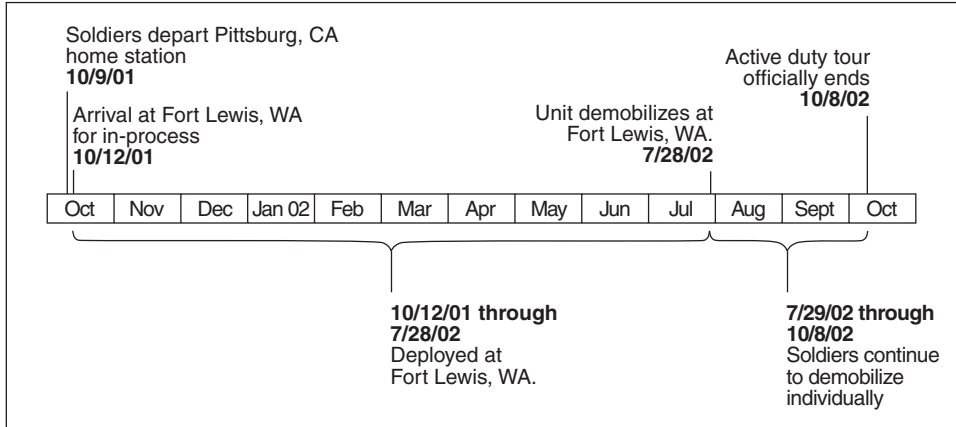 Soldiers depart Pittsburg, CA
home station
10/9/01
Arrival at Fort Lewis, WA
for in-process
10/12/01
Unit demobilizes at
Fort Lewis, WA.
7/28/02
Active duty tour
officially ends
10/8/02
Oct Nov Dec Jan 02 Feb Mar Apr May Jun Jul Aug Sept Oct
10/12/01 through
7/28/02
Deployed at
Fort Lewis, WA.
7/29/02 through
10/8/02
Soldiers continue
to demobilize
individually